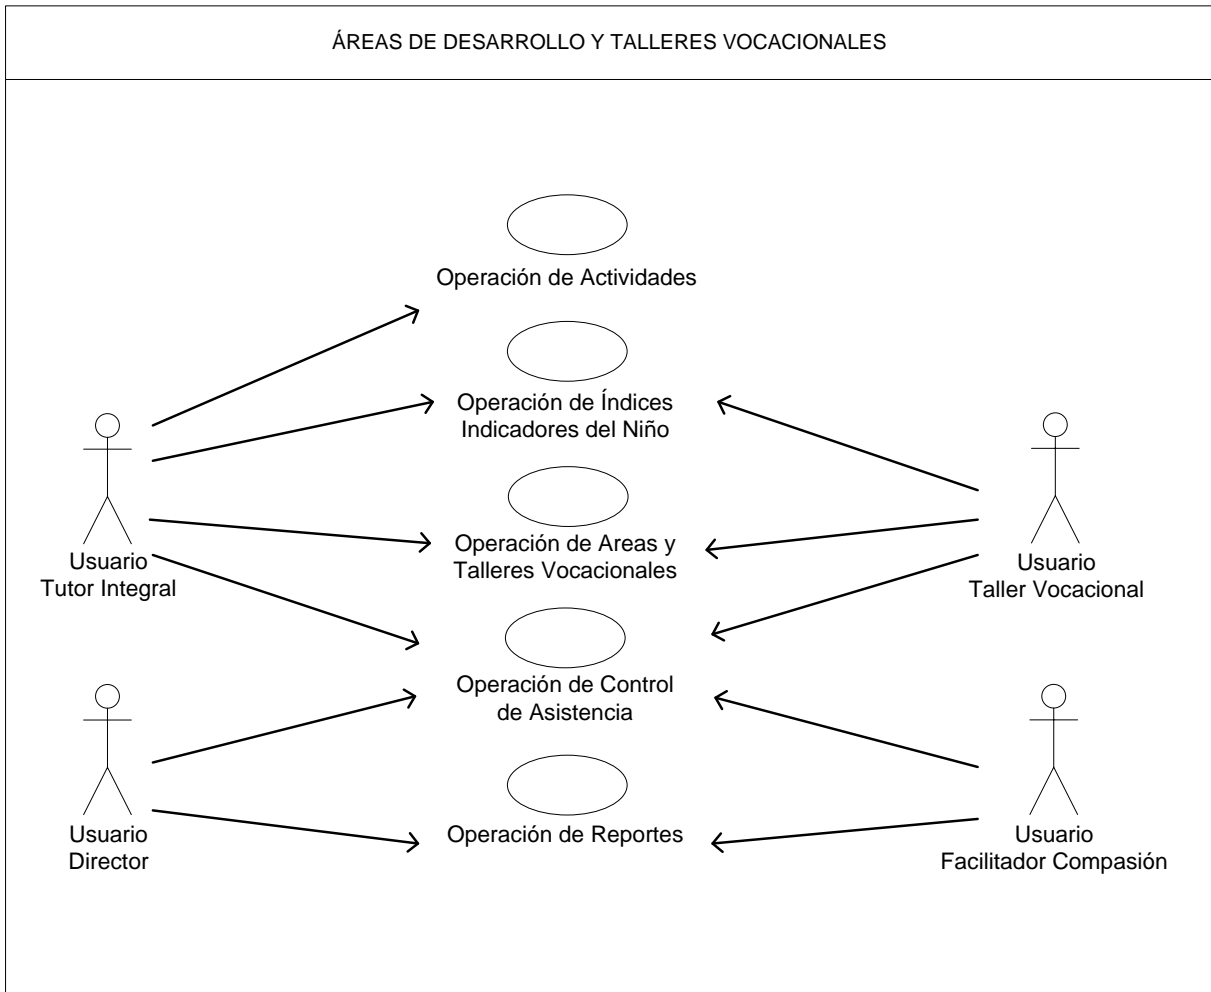 ÁREAS DE DESARROLLO Y TALLERES VOCACIONALES
Operación de Actividades
Operación de Índices
Indicadores del Niño
Operación de Areas y
Talleres Vocacionales
Usuario
Tutor Integral
Usuario
Taller Vocacional
Operación de Control
de Asistencia
Operación de Reportes
Usuario
Director
Usuario
Facilitador Compasión